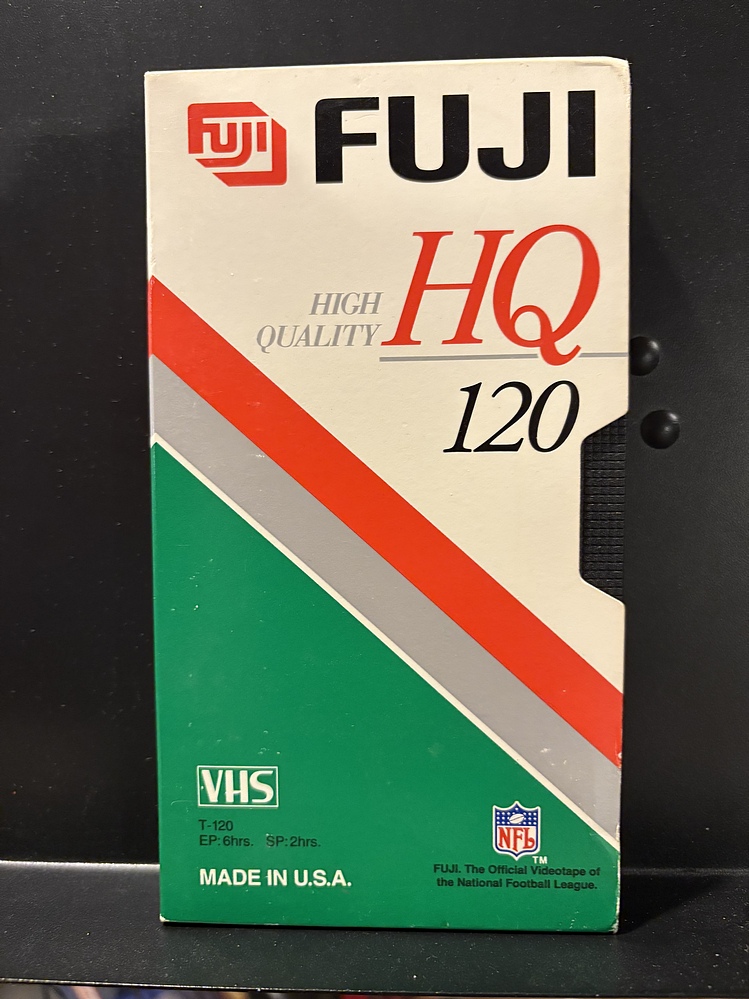 FUJI FUJI
HIGH
QUALITY HQ
120
VHS
T-120
EP:6hrs. SP:2hrs.
MADE IN U.S.A.
NFL
TM
FUJI. The Official Videotape of
the National Football League.